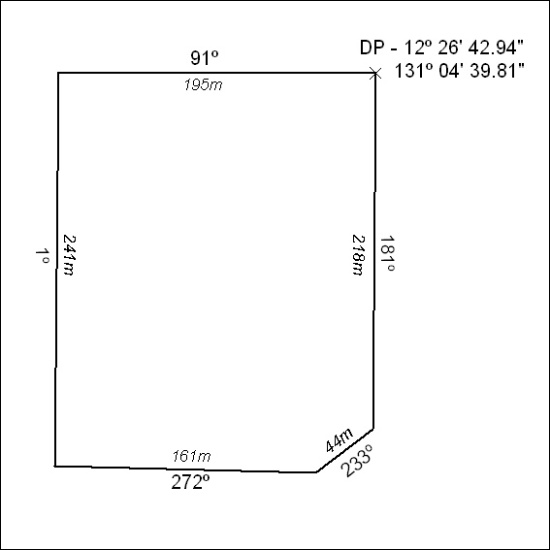 DP - 12º 26' 42.94"
131º 04' 39.81"
91º
195m
1º
241m
218m
181º
44m
233º
161m
272º